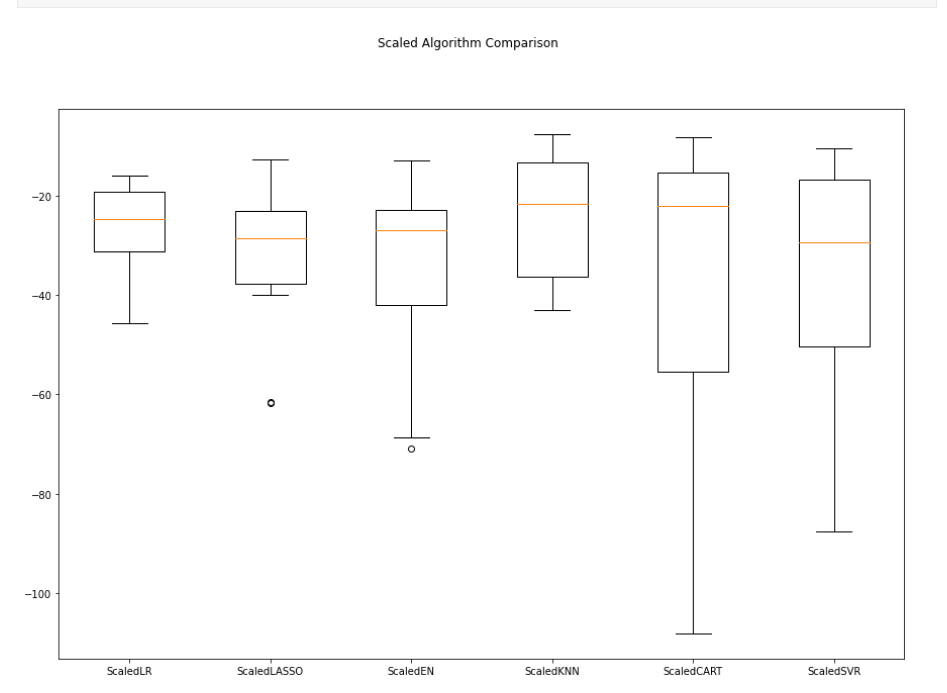 Scaled Algorithm Comparison
−20
−40
−60
−80
−100
ScaledLR ScaledLASSO ScaledEN ScaledKNN ScaledCART ScaledSVR